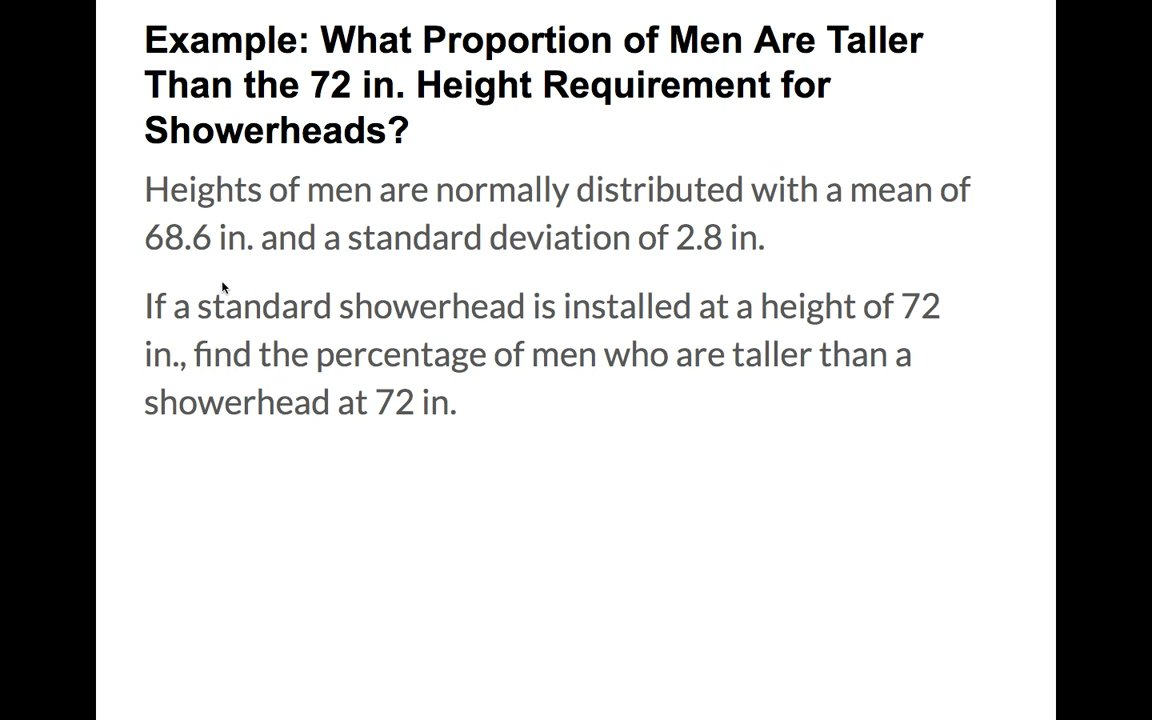 Example: What Proportion of Men Are Taller
Than the 72 in. Height Requirement for
Showerheads?
Heights of men are normally distributed with a mean of
68.6 in. and a standard deviation of 2.8 in.
If a standard showerhead is installed at a height of 72
in., find the percentage of men who are taller than a
showerhead at 72 in.